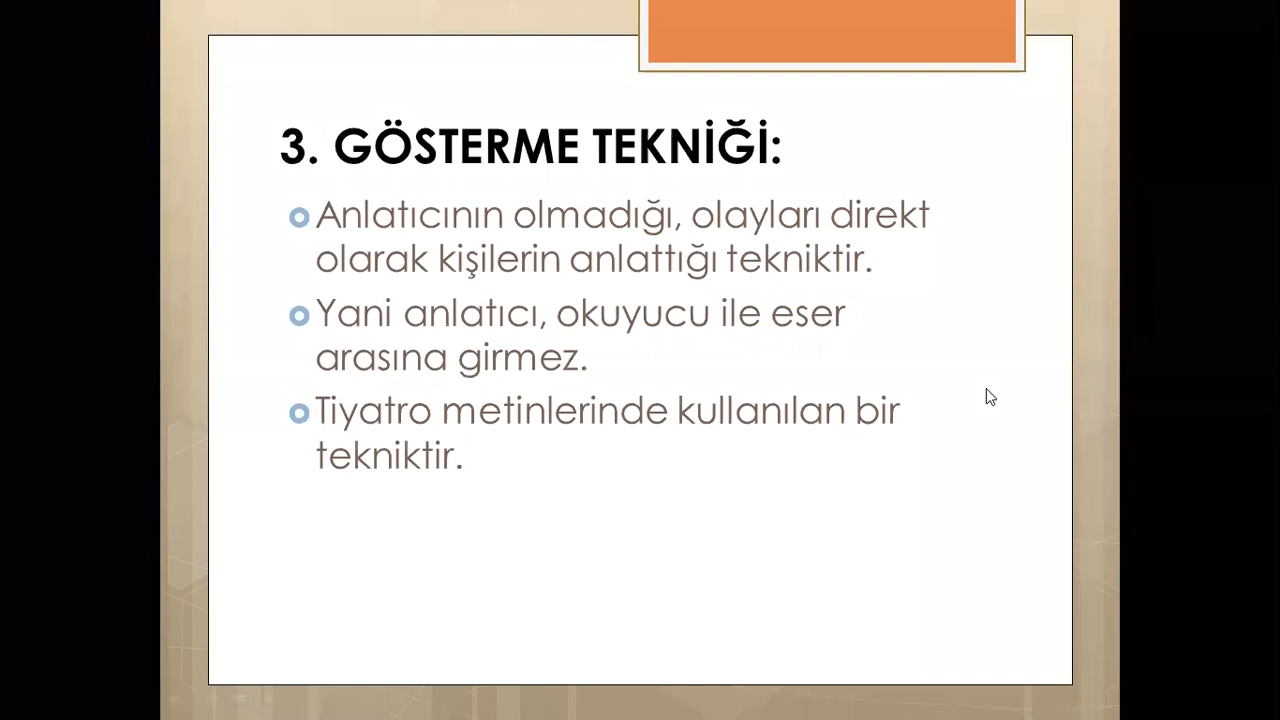 3. GÖSTERME TEKNİĞİ:
Anlatıcının olmadığı, olayları direkt
olarak kişilerin anlattığı tekniktir.
Yani anlatıcı, okuyucu ile eser
arasına girmez.
Tiyatro metinlerinde kullanılan bir
tekniktir.